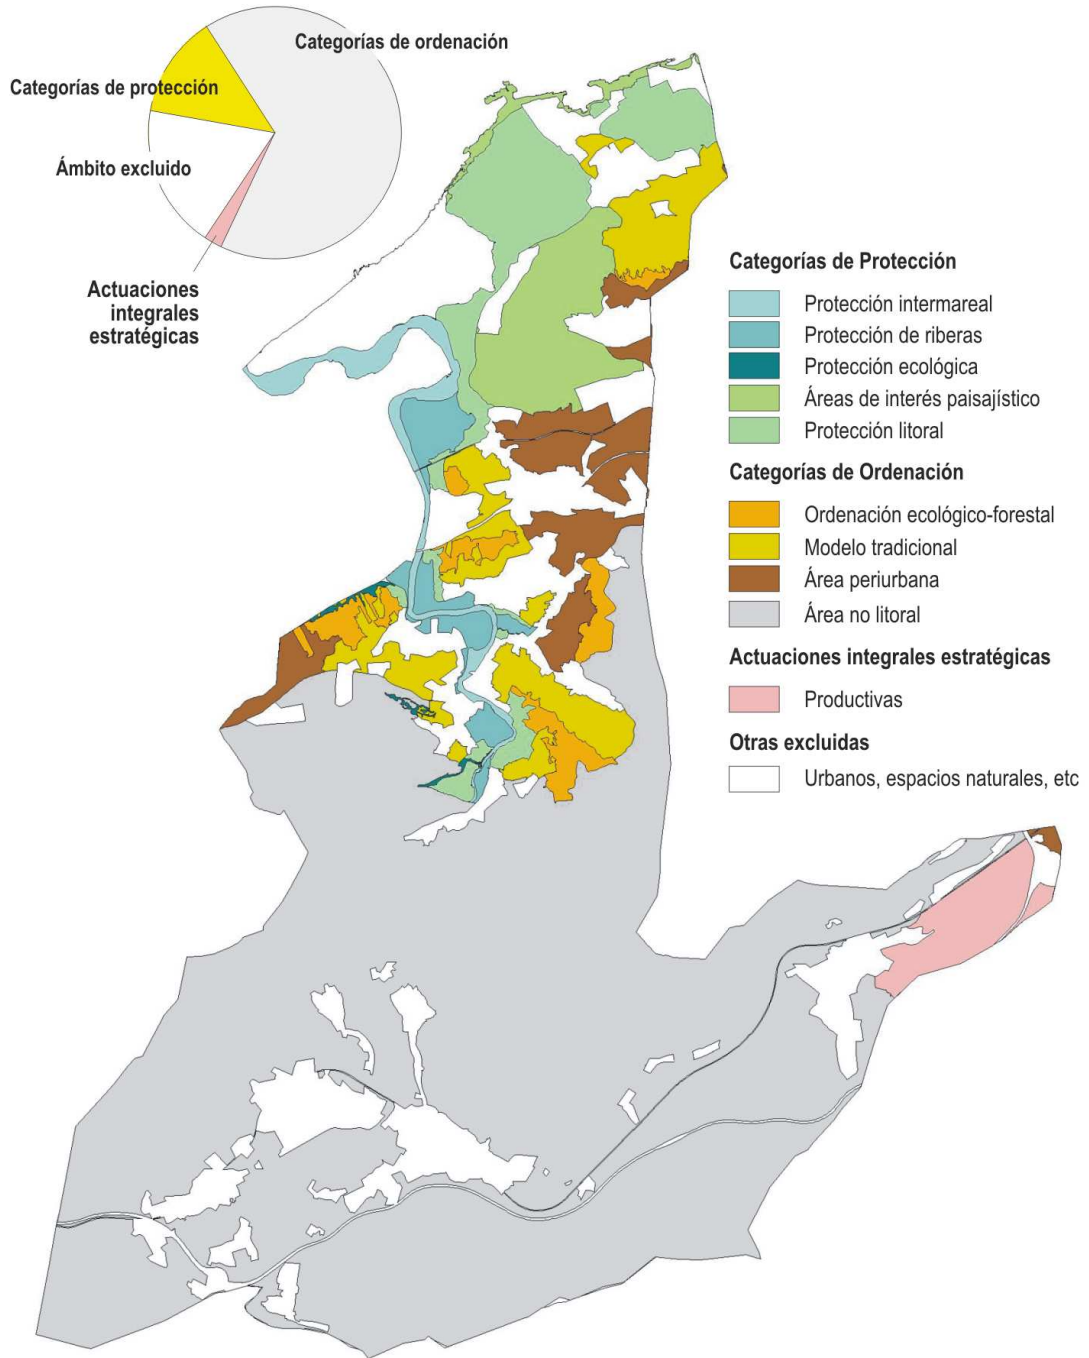 Categorías de ordenación
Categorías de protección
Ámbito excluido
Actuaciones
integrales
estratégicas
Categorías de Protección
Protección intermareal
Protección de riberas
Protección ecológica
Áreas de interés paisajístico
Protección litoral
Categorías de Ordenación
Ordenación ecológico-forestal
Modelo tradicional
Área periurbana
Área no litoral
Actuaciones integrales estratégicas
Productivas
Otras excluidas
Urbanos, espacios naturales, etc